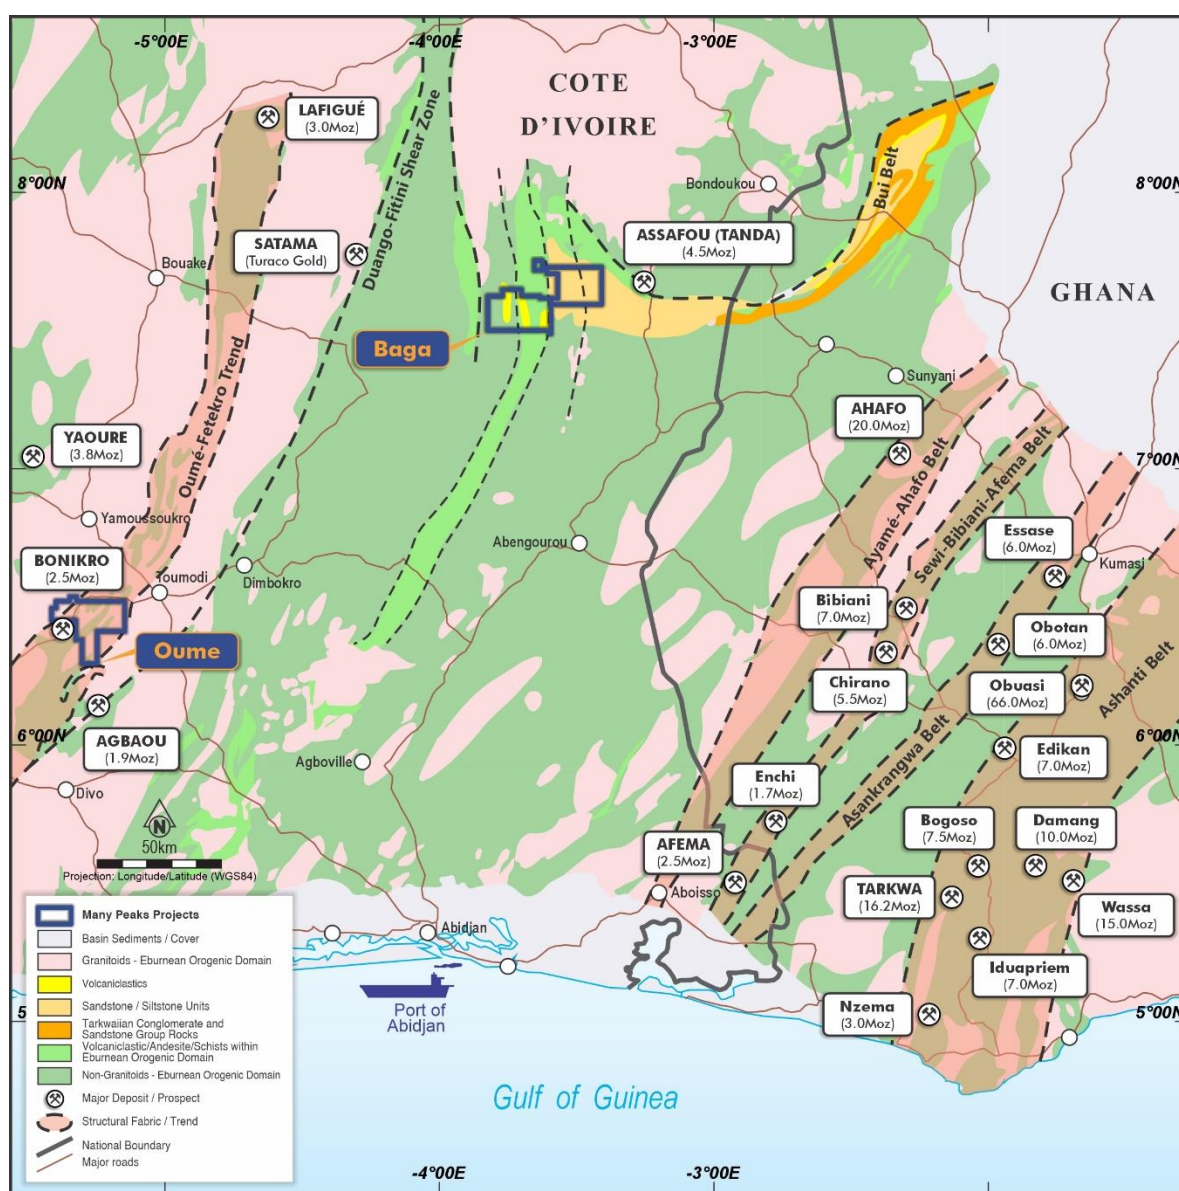 -5°00E
-4°00E
-3°00E
COTE
D'IVOIRE
LAFIGUÉ
(3.0Moz)
Duango-Fitini Shear Zone
8°00N
Bondoukou
Bui Belt
8°00N
SATAMA
(Turaco Gold)
ASSAFOU (TANDA)
(4.5Moz)
Bouake
GHANA
Baga
Sunyani
Oumé-Fetekro Trend
AHAFO
(20.0Moz)
YAOURE
(3.8Moz)
7°00N
Ayamé-Ahafo Belt
Sewi-Bibiani-Afema Belt
Yamoussoukro
Abengourou
Essase
(6.0Moz)
Kumasi
BONIKRO
(2.5Moz)
Toumodi
Dimbokro
Bibiani
(7.0Moz)
Obotan
(6.0Moz)
Oume
Chirano
(5.5Moz)
Obuasi
(66.0Moz)
Ashanti Belt
6°00N
AGBAOU
(1.9Moz)
Edikan
(7.0Moz)
6°00N
Agboville
Asankrangwa Belt
Divo
Enchi
(1.7Moz)
N
50km
Projection: Longitude/Latitude (WGS84)
Bogoso
(7.5Moz)
Damang
(10.0Moz)
AFEMA
(2.5Moz)
Aboisso
TARKWA
(16.2Moz)
Wassa
(15.0Moz)
Abidjan
Iduapriem
(7.0Moz)
Port of
Abidjan
Nzema
(3.0Moz)
5°00N
Many Peaks Projects
Basin Sediments / Cover
Granitoids - Eburnean Orogenic Domain
Volcaniclastics
Sandstone / Siltstone Units
Tarkwaiian Conglomerate and
Sandstone Group Rocks
Volcaniclastic/Andesite/Schists within
Eburnean Orogenic Domain
Non-Granitoids - Eburnean Orogenic Domain
Major Deposit / Prospect
Structural Fabric / Trend
National Boundary
Major roads
Gulf of Guinea
-4°00E
-3°00E